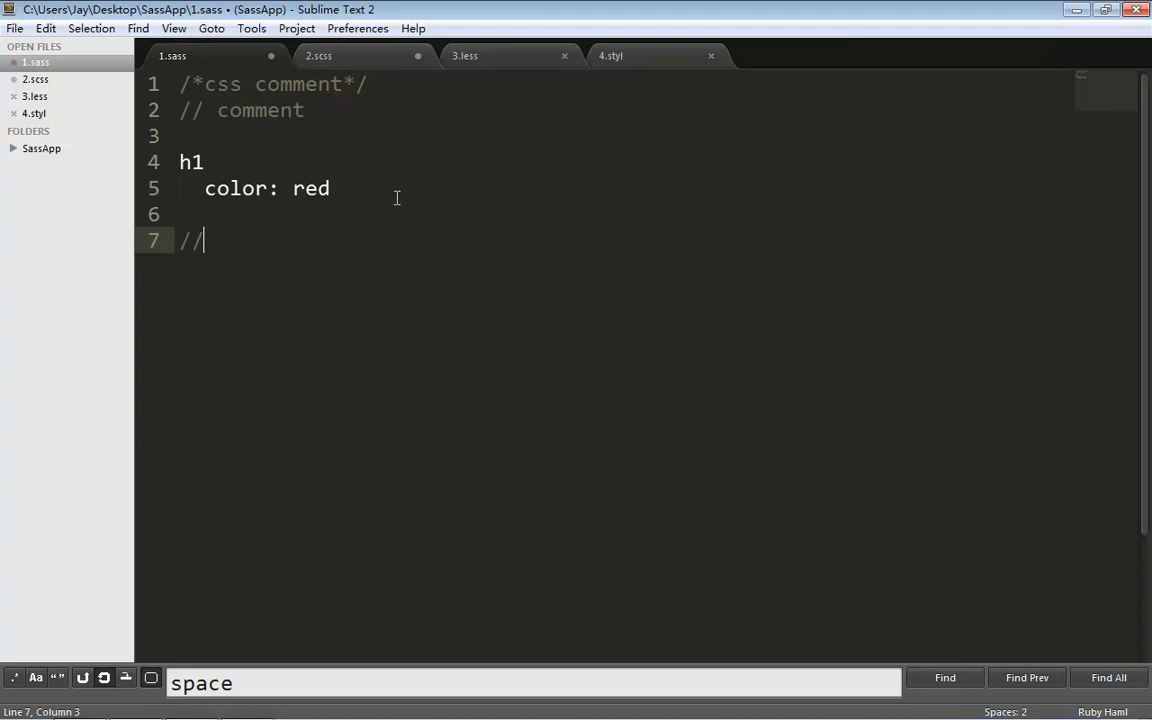 C:\Users\Jay\Desktop\SassApp\1.sass • (SassApp) - Sublime Text 2
File Edit Selection Find View Goto Tools Project Preferences Help
OPEN FILES
1.sass
2.scss
3.less
4.styl
FOLDERS
SassApp
1.sass 2.scss 3.less 4.styl
1 /*css comment*/
2 // comment
3
4 h1
5 color: red
6
7 //
.* Aa “ ” space Find Find Prev Find All
Line 7, Column 3 Spaces: 2 Ruby Haml